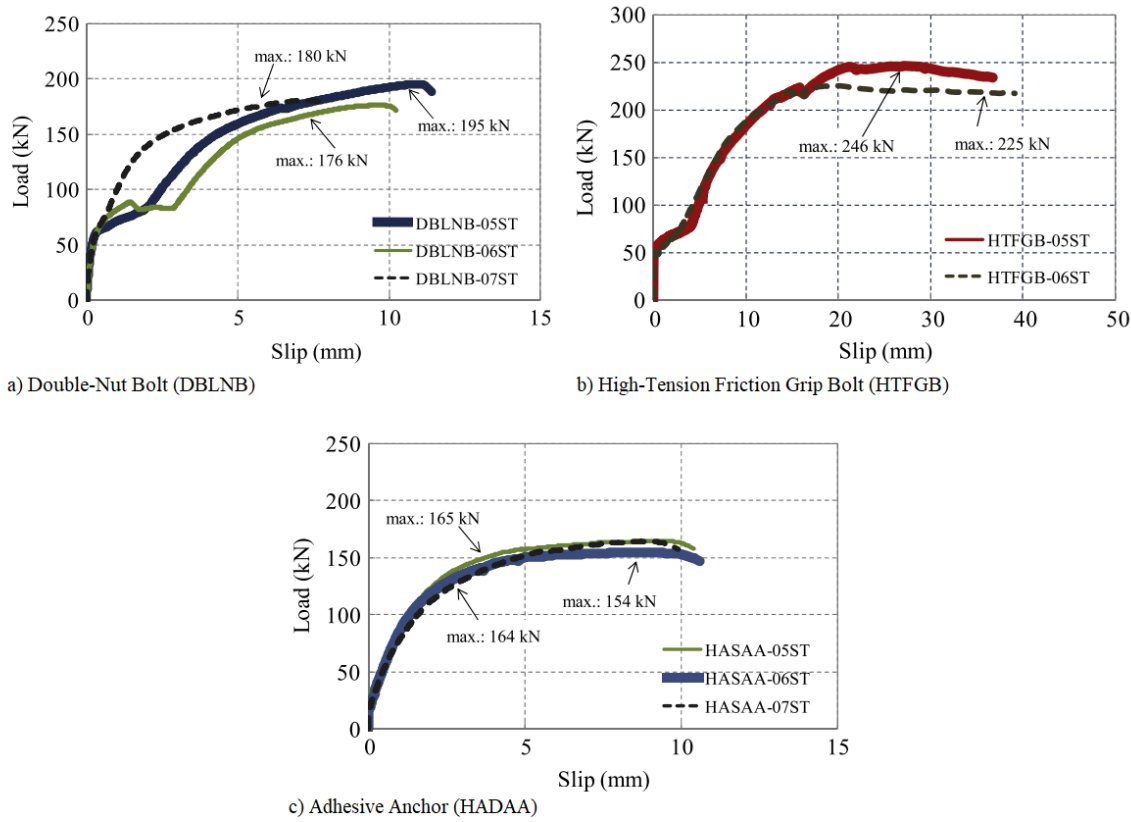 250
200
150
100
50
0
Load (kN)
max.: 180 kN
max.: 195 kN
max.: 176 kN
DBLNB-05ST
DBLNB-06ST
DBLNB-07ST
0 5 10 15
Slip (mm)
a) Double-Nut Bolt (DBLNB)
300
250
200
150
100
50
0
Load (kN)
max.: 246 kN
max.: 225 kN
HTFGB-05ST
HTFGB-06ST
0 10 20 30 40 50
Slip (mm)
b) High-Tension Friction Grip Bolt (HTFGB)
250
200
150
100
50
0
Load (kN)
max.: 165 kN
max.: 154 kN
max.: 164 kN
HASAA-05ST
HASAA-06ST
HASAA-07ST
0 5 10 15
Slip (mm)
c) Adhesive Anchor (HADAA)